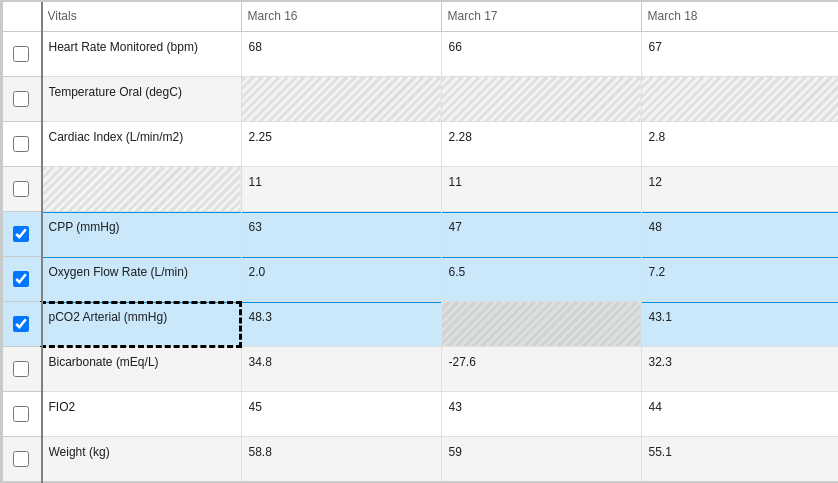 Vitals March 16 March 17 March 18
Heart Rate Monitored (bpm) 68 66 67
Temperature Oral (degC)
Cardiac Index (L/min/m2) 2.25 2.28 2.8
11 11 12
CPP (mmHg) 63 47 48
Oxygen Flow Rate (L/min) 2.0 6.5 7.2
pCO2 Arterial (mmHg) 48.3 43.1
Bicarbonate (mEq/L) 34.8 -27.6 32.3
FIO2 45 43 44
Weight (kg) 58.8 59 55.1